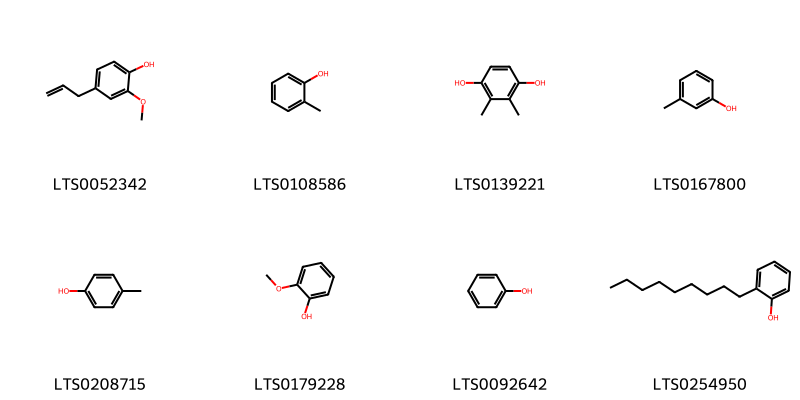 OH
O
OH
HO
OH
OH
LTS0052342
LTS0108586
LTS0139221
LTS0167800
HO
O
OH
OH
OH
LTS0208715
LTS0179228
LTS0092642
LTS0254950